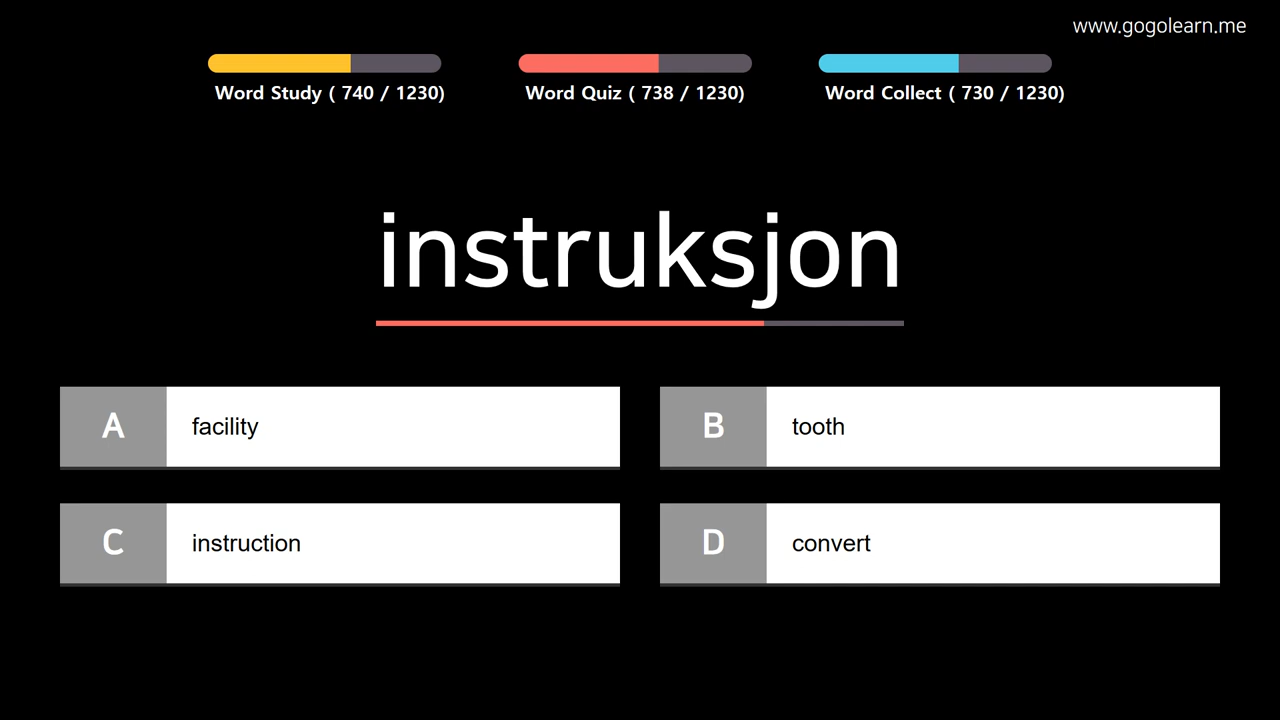 www.gogolearn.me
Word Study ( 740 / 1230)
Word Quiz ( 738 / 1230)
Word Collect ( 730 / 1230)
instruksjon
A facility
B tooth
C instruction
D convert